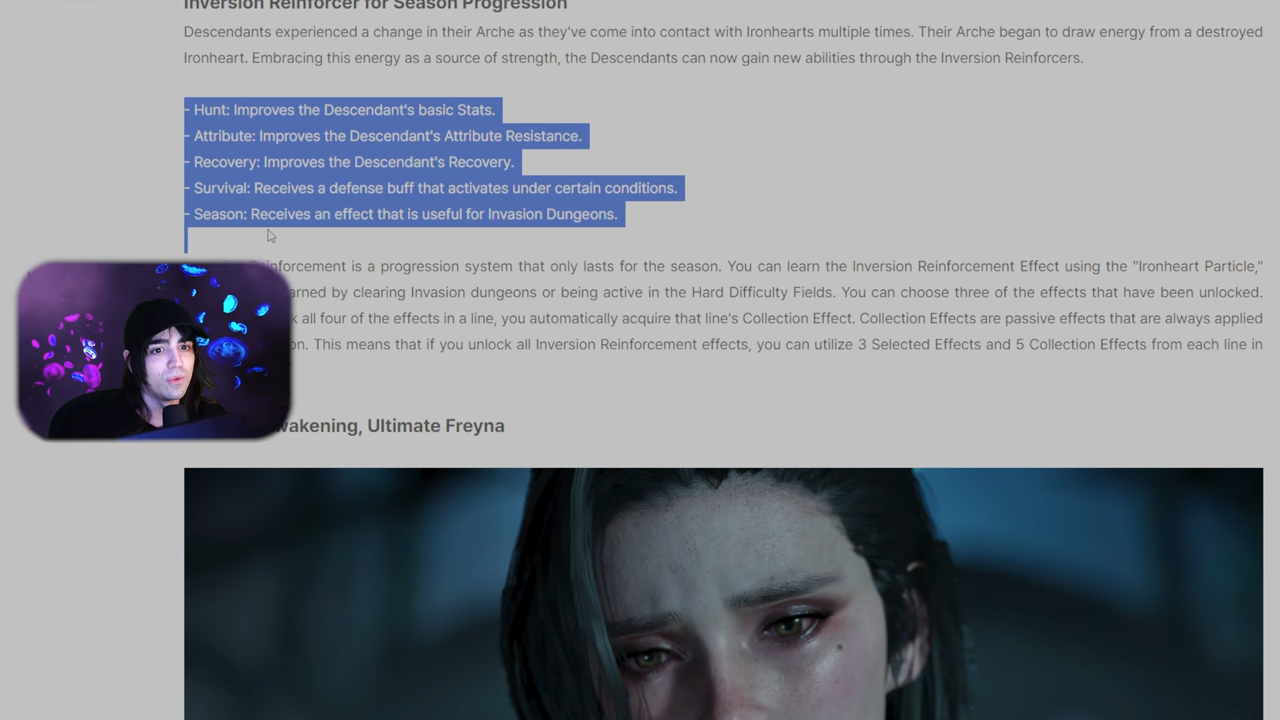 Inversion Reinforcer for Season Progression
Descendants experienced a change in their Arche as they've come into contact with Ironhearts multiple times. Their Arche began to draw energy from a destroyed
Ironheart. Embracing this energy as a source of strength, the Descendants can now gain new abilities through the Inversion Reinforcers.
- Hunt: Improves the Descendant's basic Stats.
- Attribute: Improves the Descendant's Attribute Resistance.
- Recovery: Improves the Descendant's Recovery.
- Survival: Receives a defense buff that activates under certain conditions.
- Season: Receives an effect that is useful for Invasion Dungeons.
inforcement is a progression system that only lasts for the season. You can learn the Inversion Reinforcement Effect using the "Ironheart Particle,"
arned by clearing Invasion dungeons or being active in the Hard Difficulty Fields. You can choose three of the effects that have been unlocked.
k all four of the effects in a line, you automatically acquire that line's Collection Effect. Collection Effects are passive effects that are always applied
on. This means that if you unlock all Inversion Reinforcement effects, you can utilize 3 Selected Effects and 5 Collection Effects from each line in
wakening, Ultimate Freyna